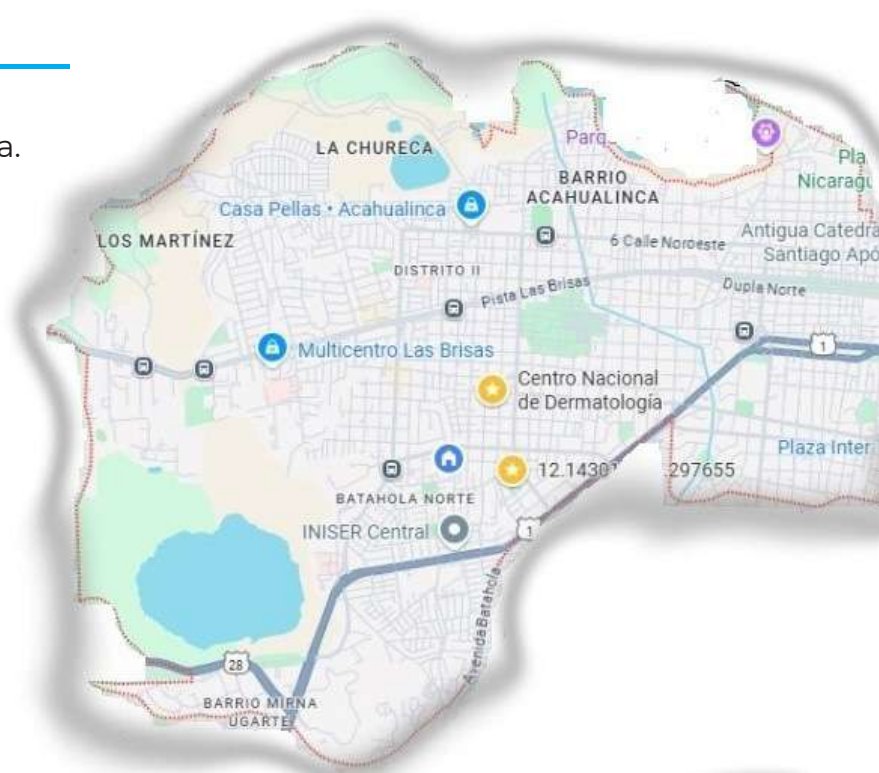 a.
LA CHURECA
Parq
BARRIO
ACAHUALINCA
Pla
Nicaragu
Casa Pellas • Acahualinca
LOS MARTÍNEZ
6 Calle Noroeste
Antigua Catedra
Santiago Apó
DISTRITO II
Pista Las Brisas
Dupla Norte
Multicentro Las Brisas
1
Centro Nacional
de Dermatología
Plaza Inter
12.14301
.297655
BATAHOLA NORTE
INISER Central
1
Avenida Batahola
28
BARRIO MIRNA
UGARTE